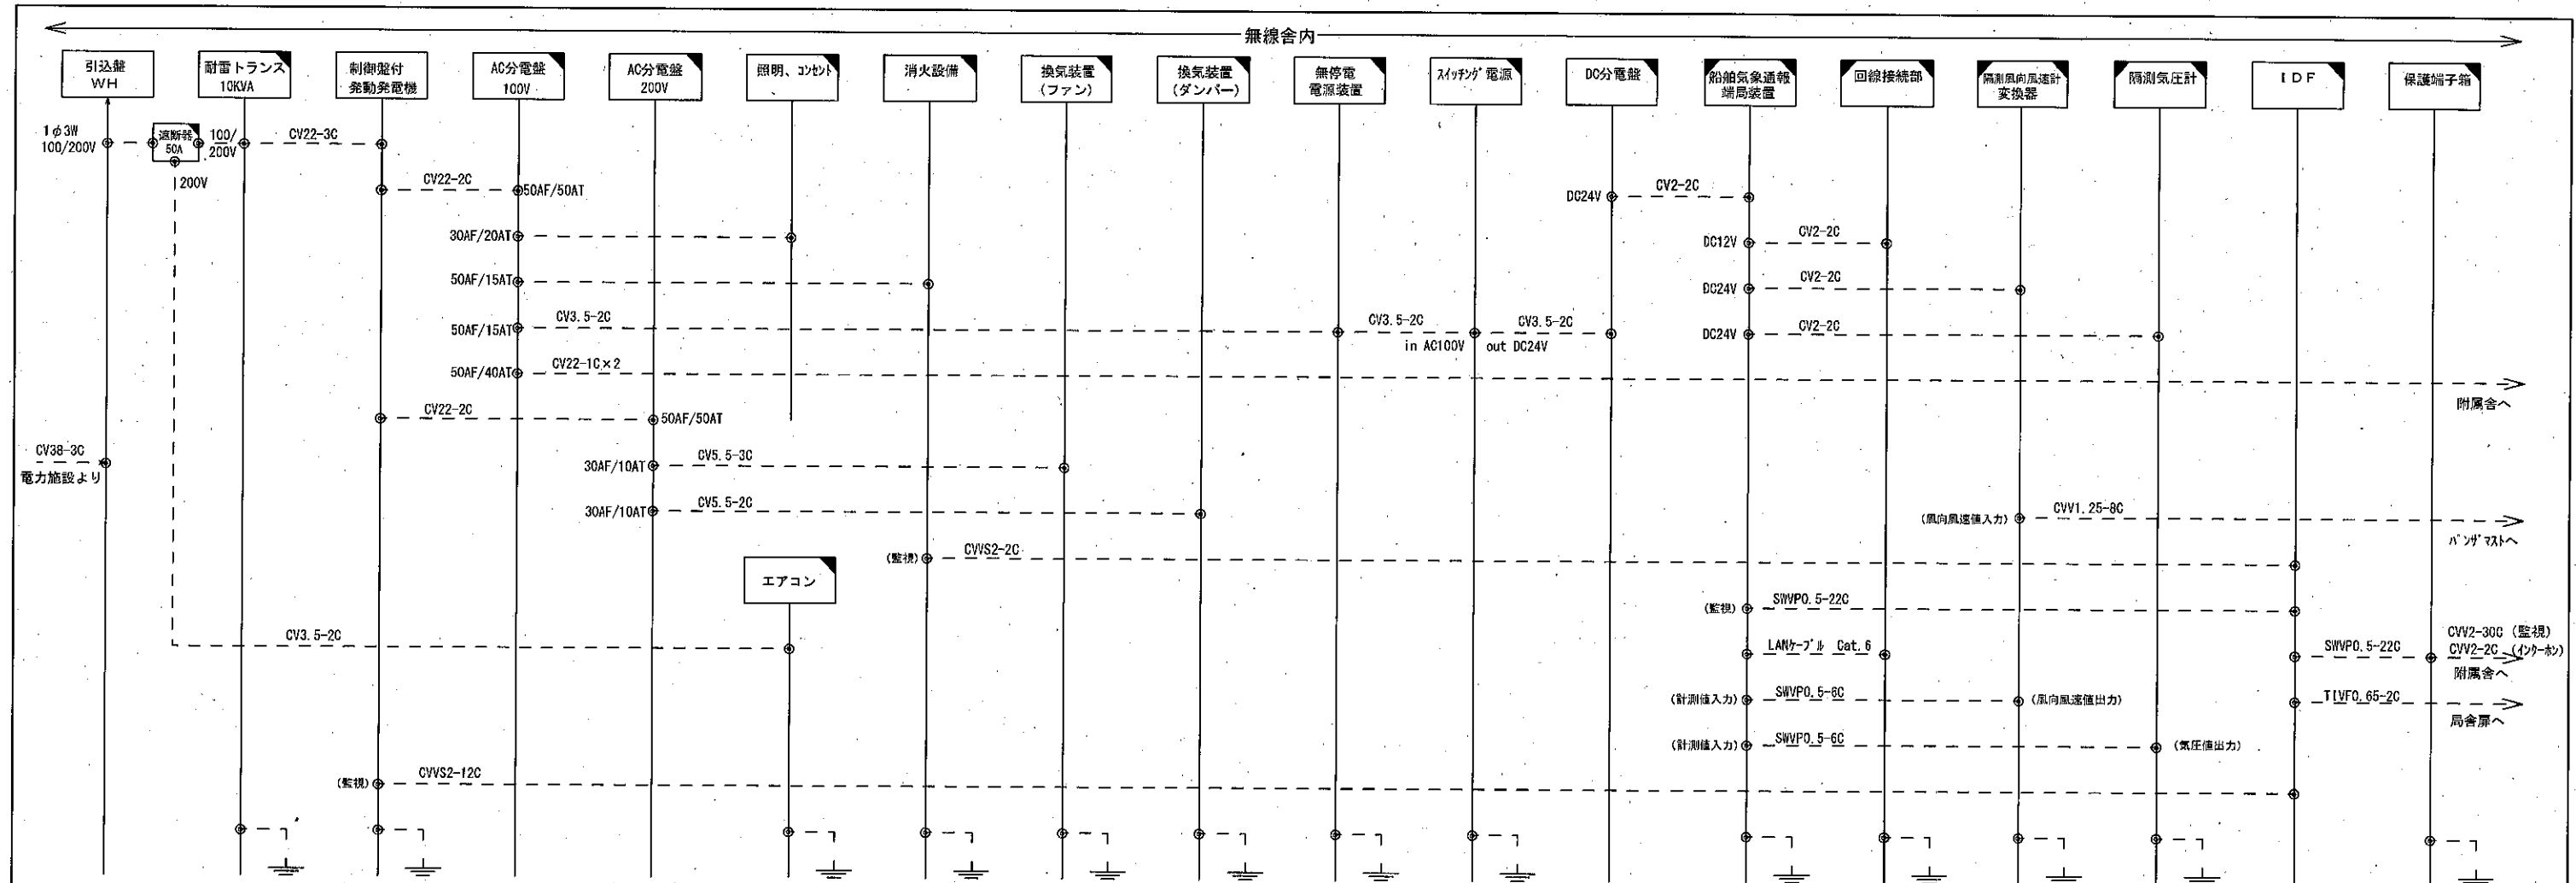 無線舎内
引込盤
WH
耐雷トランス
10KVA
制御盤付
発動発電機
AC分電盤
100V
AC分電盤
200V
照明、コンセント
消火設備
換気装置
(ファン)
換気装置
(ダンパー)
無停電
電源装置
スイッチング電源
DC分電盤
船舶気象通報
端局装置
回線接続部
隔測風向風速計
変換器
隔測気圧計
IDF
保護端子箱
1φ3W
100/200V
遮断器
50A
100/
200V
CV22-3C
200V
CV22-2C
50AF/50AT
DC24V
CV2-2C
30AF/20AT
DC12V
CV2-2C
50AF/15AT
DC24V
CV2-2C
50AF/15AT
CV3.5-2C
CV3.5-2C
CV3.5-2C
in AC100V
out DC24V
DC24V
CV2-2C
50AF/40AT
CV22-1C×2
附属舎へ
CV22-2C
50AF/50AT
CV38-3C
電力施設より
30AF/10AT
CV5.5-3C
30AF/10AT
CV5.5-2C
(風向風速値入力)
CVV1.25-8C
パンザマストへ
(監視)
CVVS2-2C
エアコン
(監視)
SWVP0.5-22C
CV3.5-2C
LANケーブル Cat.6
SWVP0.5-22C
CVV2-30C (監視)
CVV2-2C (インターホン)
附属舎へ
(計測値入力)
SWVP0.5-6C
(風向風速値出力)
TIVF0.65-2C
局舎扉へ
(計測値入力)
SWVP0.5-6C
(気圧値出力)
(監視)
CVVS2-12C